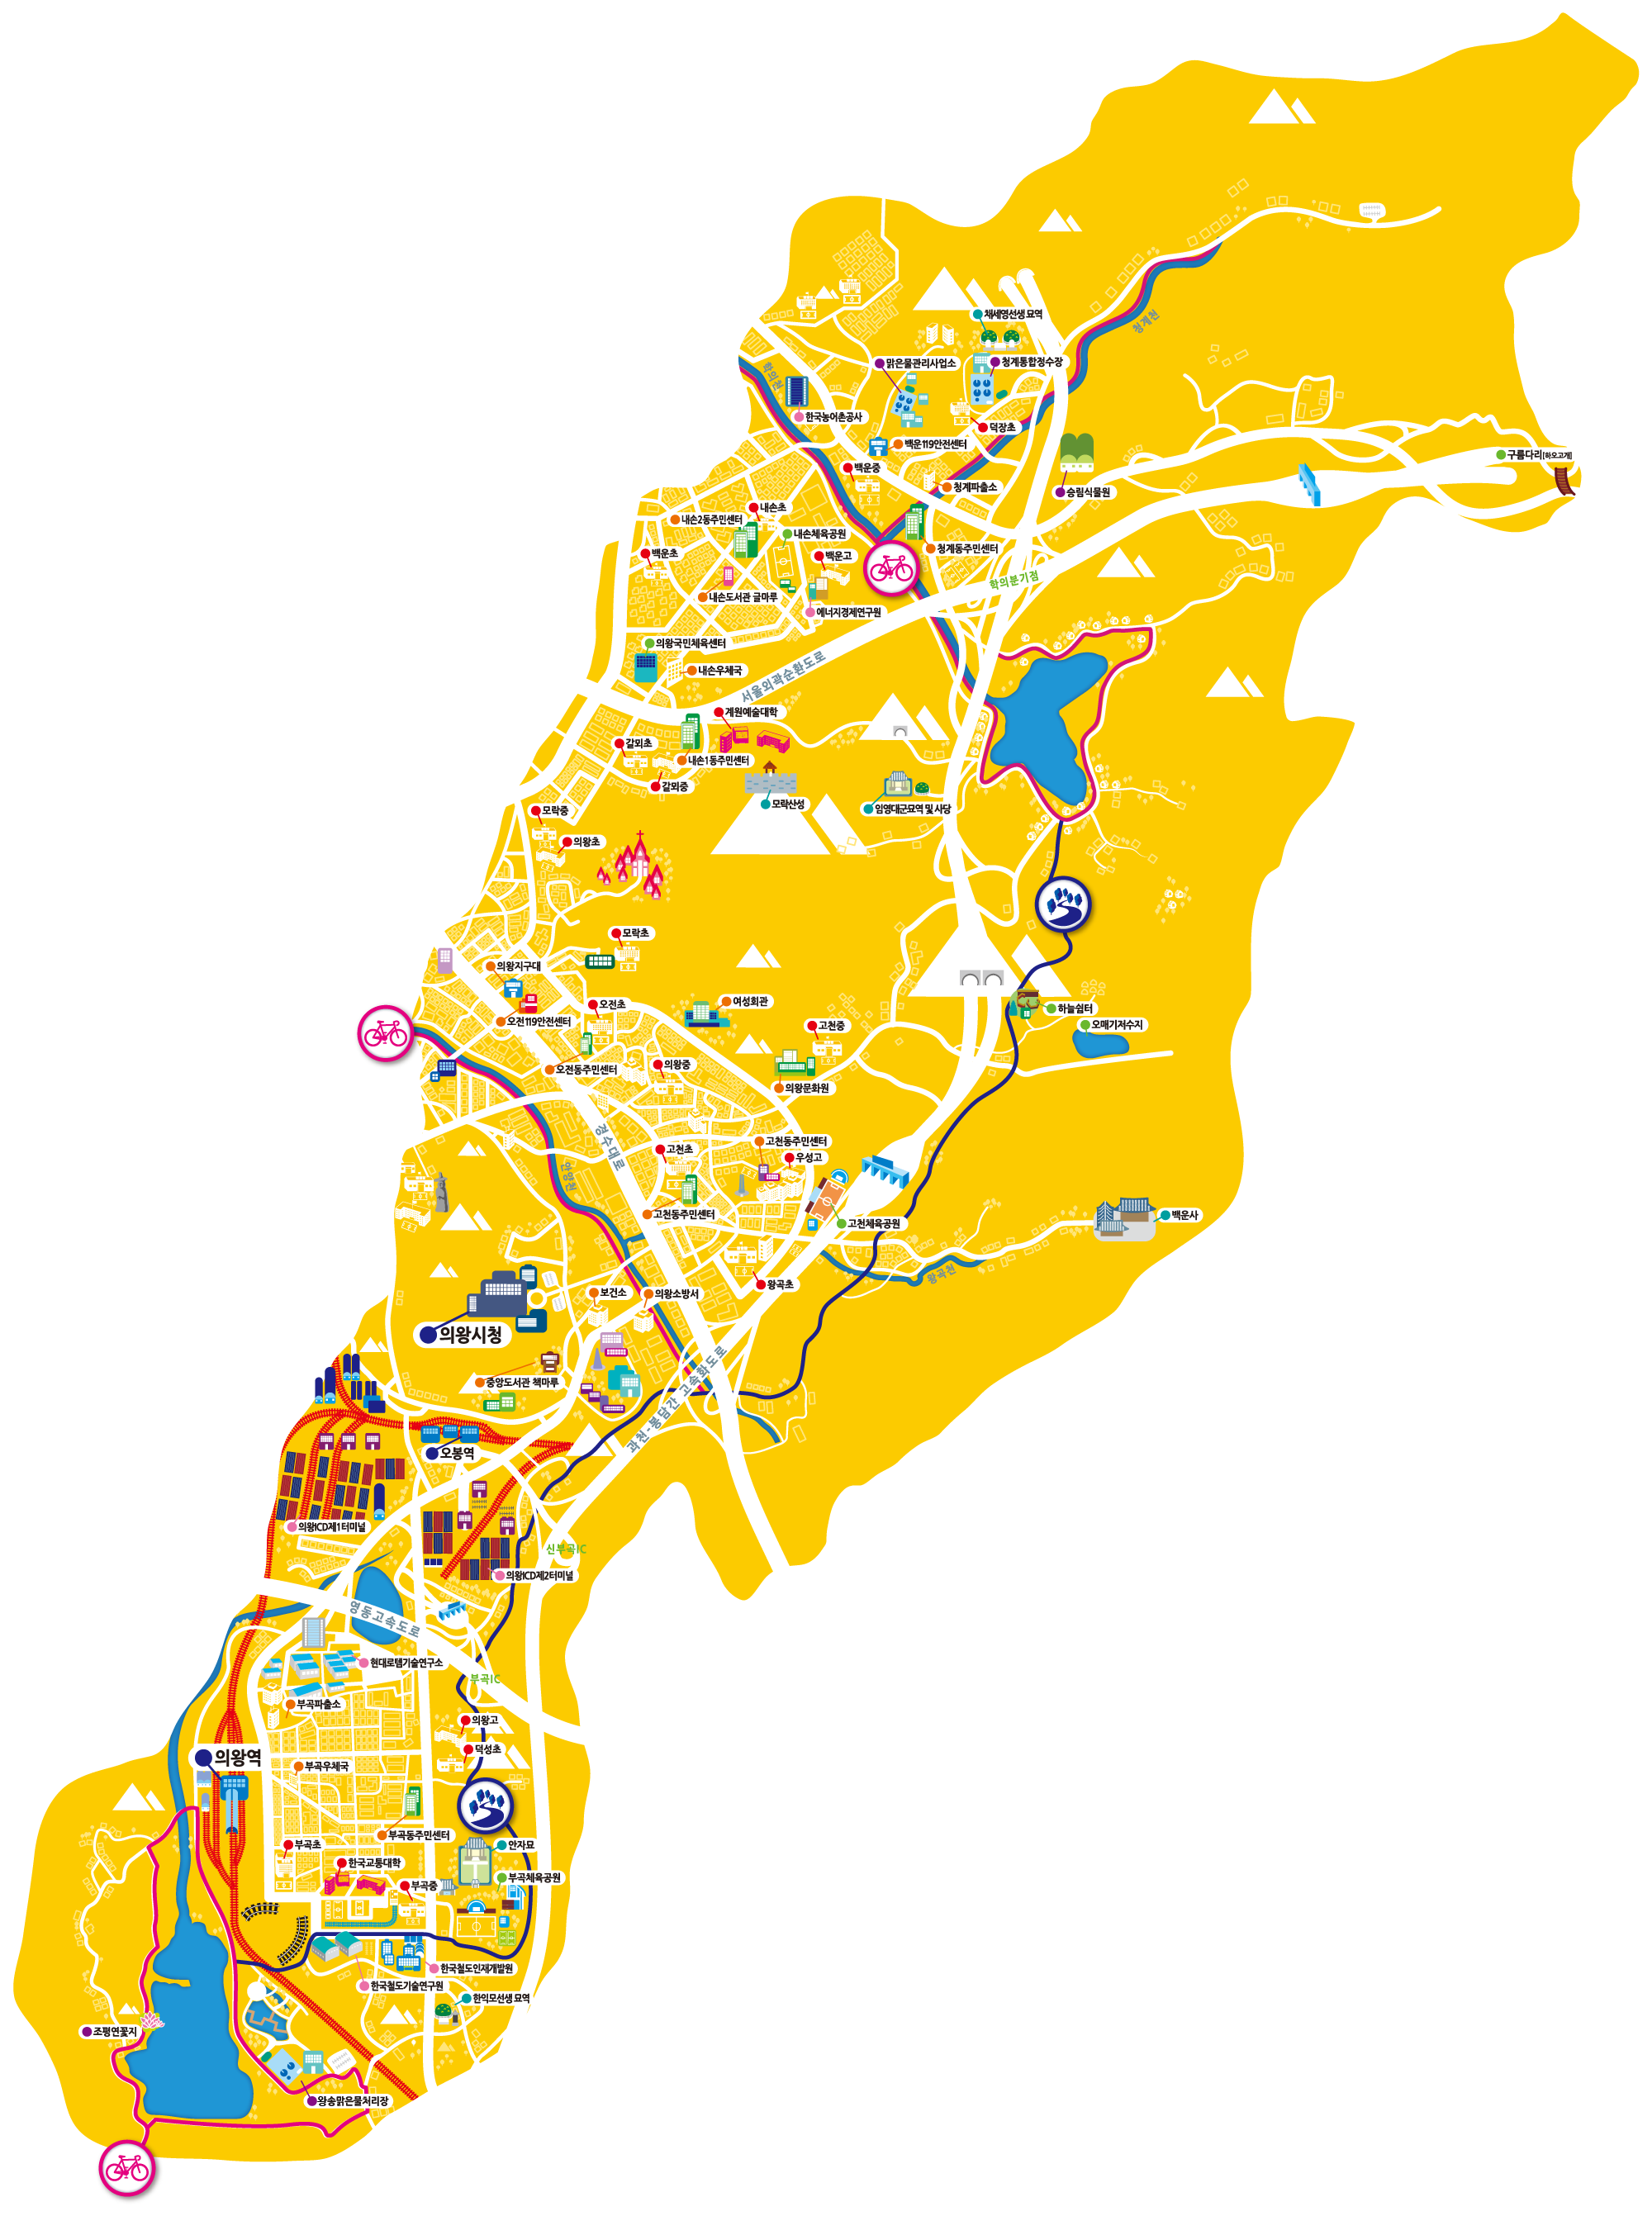 채세영선생 묘역
청계천
맑은물관리사업소
청계통합정수장
학의천
한국농어촌공사
덕장초
백운119안전센터
구름다리[하오고개]
백운중
청계파출소
숭림식물원
내손초
내손2동주민센터
내손체육공원
청계동주민센터
백운초
백운고
학의분기점
내손도서관 글마루
에너지경제연구원
의왕국민체육센터
내손우체국
서울외곽순환도로
계원예술대학
갈뫼초
내손1동주민센터
갈뫼중
모락산성
임영대군묘역 및 사당
모락중
의왕초
모락초
의왕지구대
여성회관
오전초
하늘쉼터
오전119안전센터
고천중
오매기저수지
오전동주민센터
의왕중
의왕문화원
경수대로
고천초
고천동주민센터
우성고
안양천
고천동주민센터
고천체육공원
백운사
왕곡천
왕곡초
보건소
의왕소방서
의왕시청
중앙도서관 책마루
과천-봉담간 고속화도로
오봉역
의왕ICD제1터미널
신부곡IC
의왕ICD제2터미널
영동고속도로
현대로템기술연구소
부곡IC
부곡파출소
의왕고
덕성초
의왕역
부곡우체국
부곡동주민센터
부곡초
안자묘
한국교통대학
부곡체육공원
부곡중
한국철도인재개발원
한국철도기술연구원
한익모선생 묘역
조평연꽃지
왕송맑은물처리장